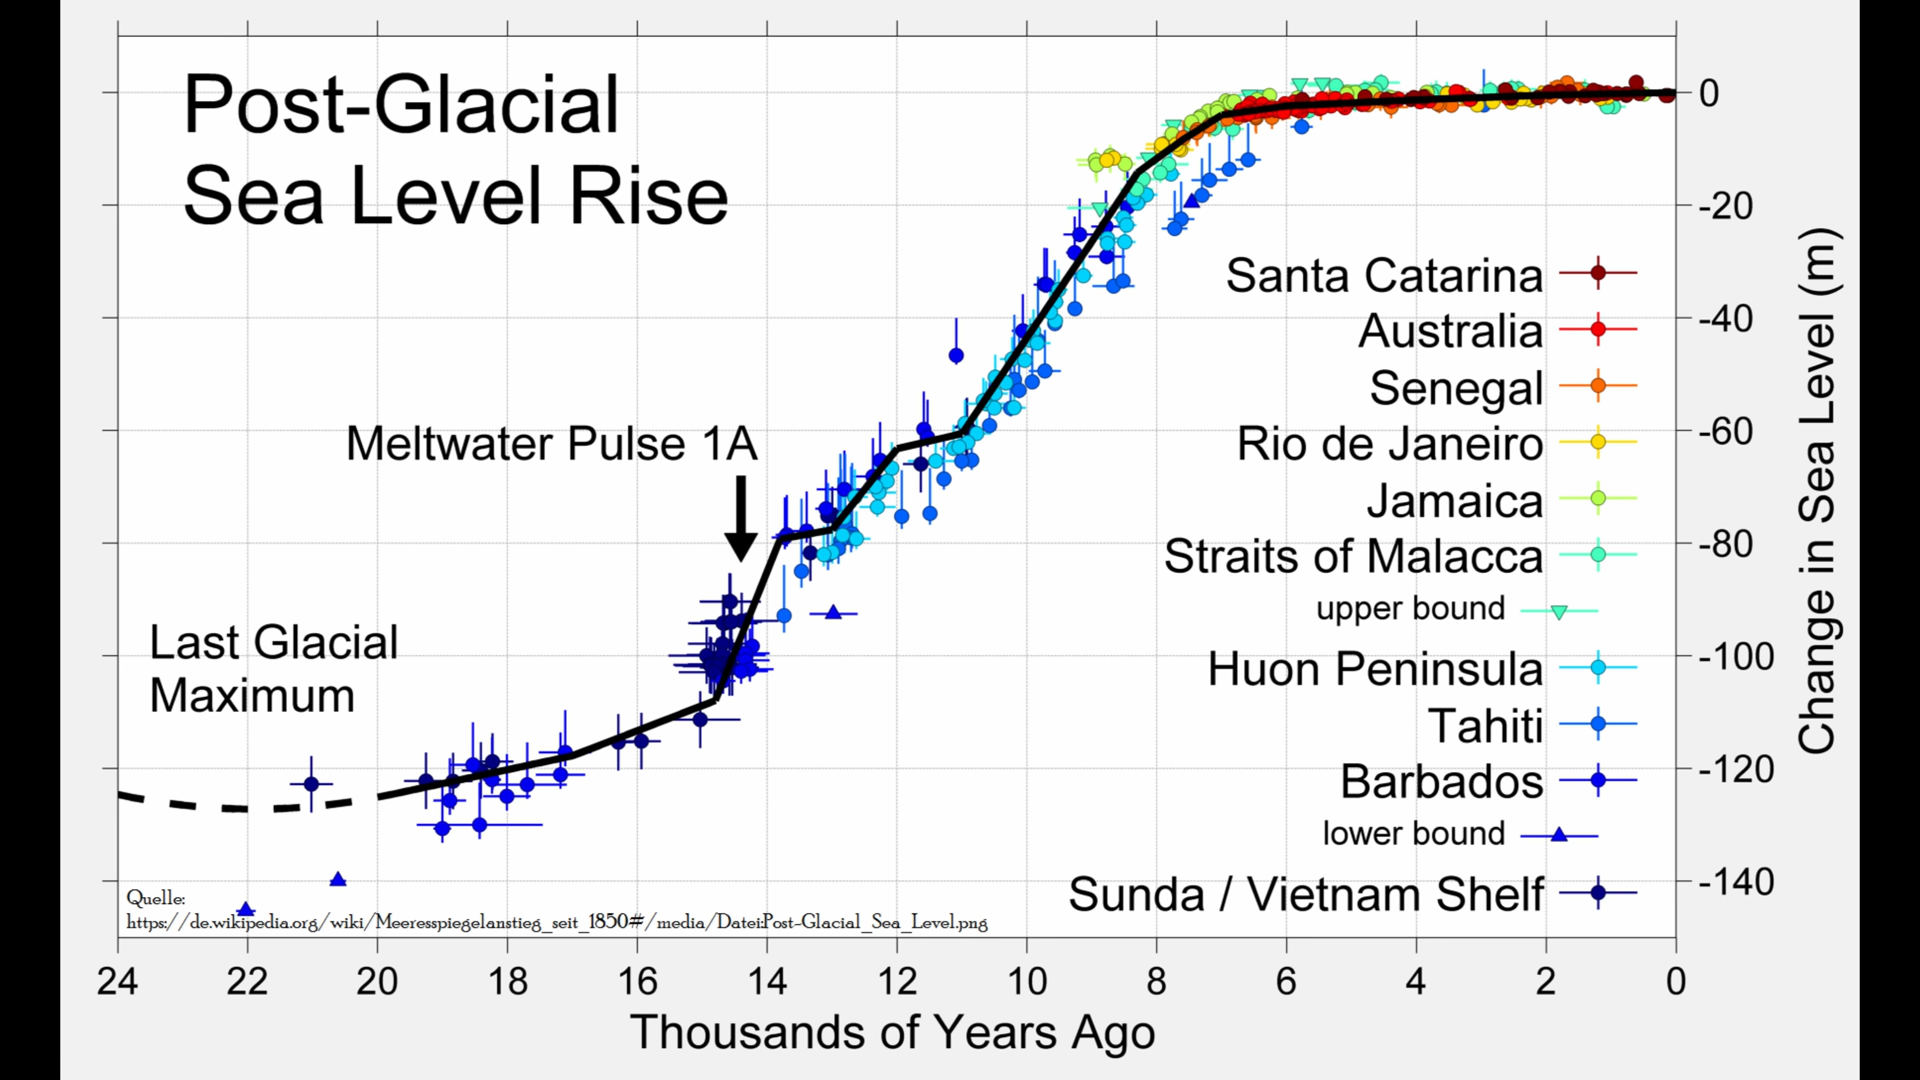 Post-Glacial
Sea Level Rise
Meltwater Pulse 1A
Last Glacial
Maximum
Santa Catarina
Australia
Senegal
Rio de Janeiro
Jamaica
Straits of Malacca
upper bound
Huon Peninsula
Tahiti
Barbados
lower bound
Sunda / Vietnam Shelf
0
-20
-40
-60
-80
-100
-120
-140
Change in Sea Level (m)
Quelle:
https://de.wikipedia.org/wiki/Meeresspiegelanstieg_seit_1850#/media/Datei:Post-Glacial_Sea_Level.png
24 22 20 18 16 14 12 10 8 6 4 2 0
Thousands of Years Ago